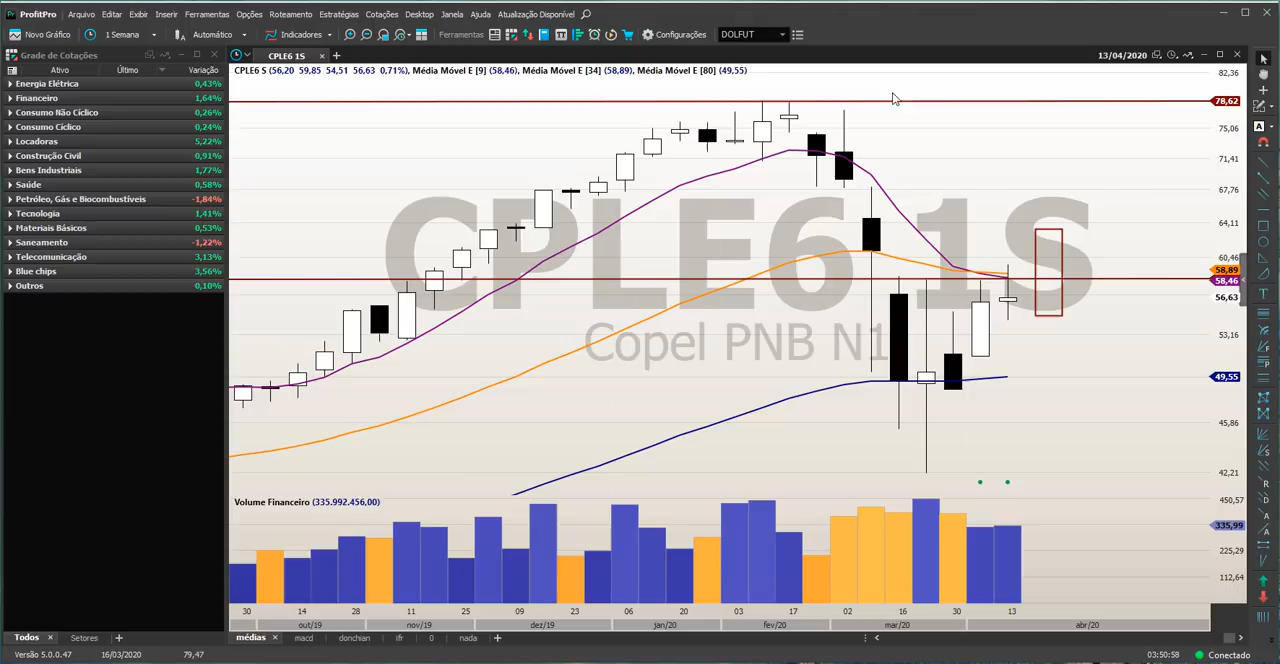 ProfitPro Arquivo Editar Exibir Inserir Ferramentas Opções Roteamento Estratégias Cotações Desktop Janela Ajuda Atualização Disponível
Novo Gráfico 1 Semana Automático Indicadores Ferramentas Configurações DOLFUT
Grade de Cotações
Ativo Último Variação
Energia Elétrica 0,43%
Financeiro 1,64%
Consumo Não Cíclico 0,26%
Consumo Cíclico 0,24%
Locadoras 5,22%
Construição Civil 0,91%
Bens Industriais 1,77%
Saúde 0,58%
Petróleo, Gás e Biocombustíveis -1,84%
Tecnologia 1,41%
Materiais Básicos 0,53%
Saneamento -1,22%
Telecomunicação 3,13%
Blue chips 3,56%
Outros 0,10%
CPLE6 1S 13/04/2020
CPLE6 S (56,20 59,85 54,51 56,63 0,71%), Média Móvel E [9] (58,46), Média Móvel E [34] (58,89), Média Móvel E [80] (49,55)
CPLE6 1S
Copel PNB N1
82,36
78,62
75,06
71,41
67,76
64,11
60,46
58,89
58,46
56,63
53,16
49,55
45,86
42,21
Volume Financeiro (335.992.456,00)
450,57
335,99
225,29
112,64
30 14 28 11 25 09 23 06 20 03 17 02 16 30 13
out/19 nov/19 dez/19 jan/20 fev/20 mar/20 abr/20
Todos Setores médias macd donchian ifr 0 nada
Versão 5.0.0.47 16/03/2020 79,47 03:50:58 Conectado